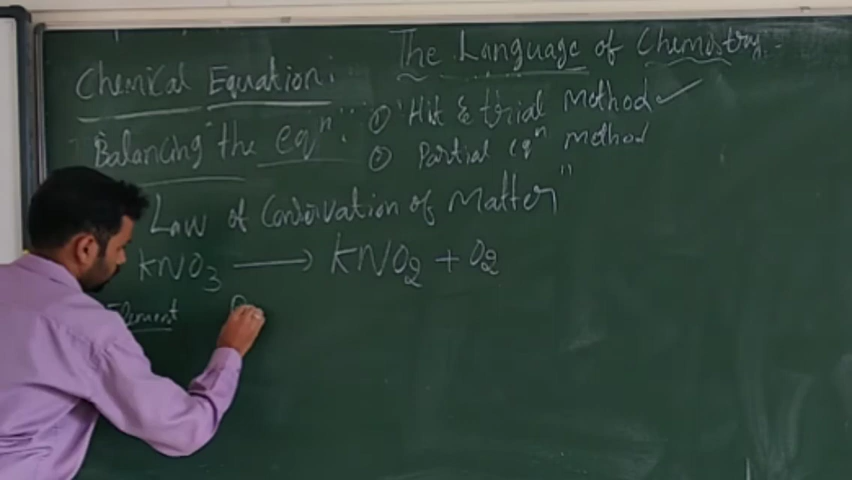 The Language of Chemistry.
Chemical Equation:
"Balancing the eqⁿ": ① "Hit & trial Method ✓
② Partial eqⁿ method
Law of Conservation of Matter"
KNO₃ ⟶ KNO₂ + O₂
Element